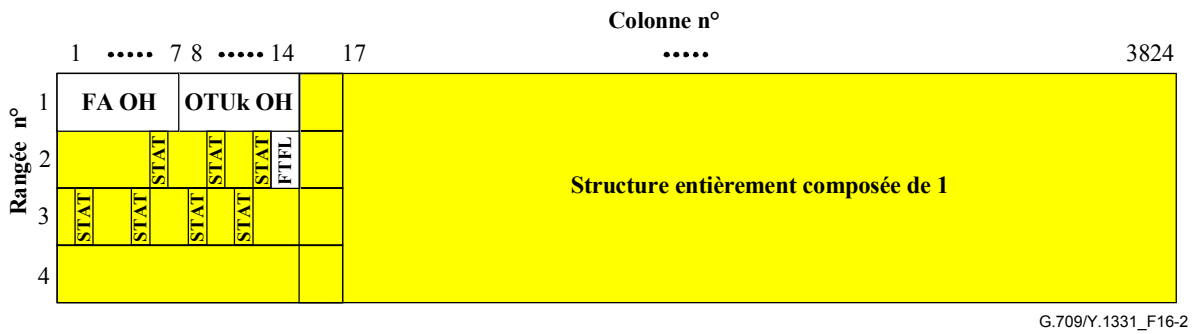 Colonne n°
1 ..... 7 8 ..... 14 17 ..... 3824
Rangée n°
1 FA OH OTUk OH
2 STAT STAT STAT FTFL
Structure entièrement composée de 1
3 STAT STAT STAT STAT
4
G.709/Y.1331_F16-2